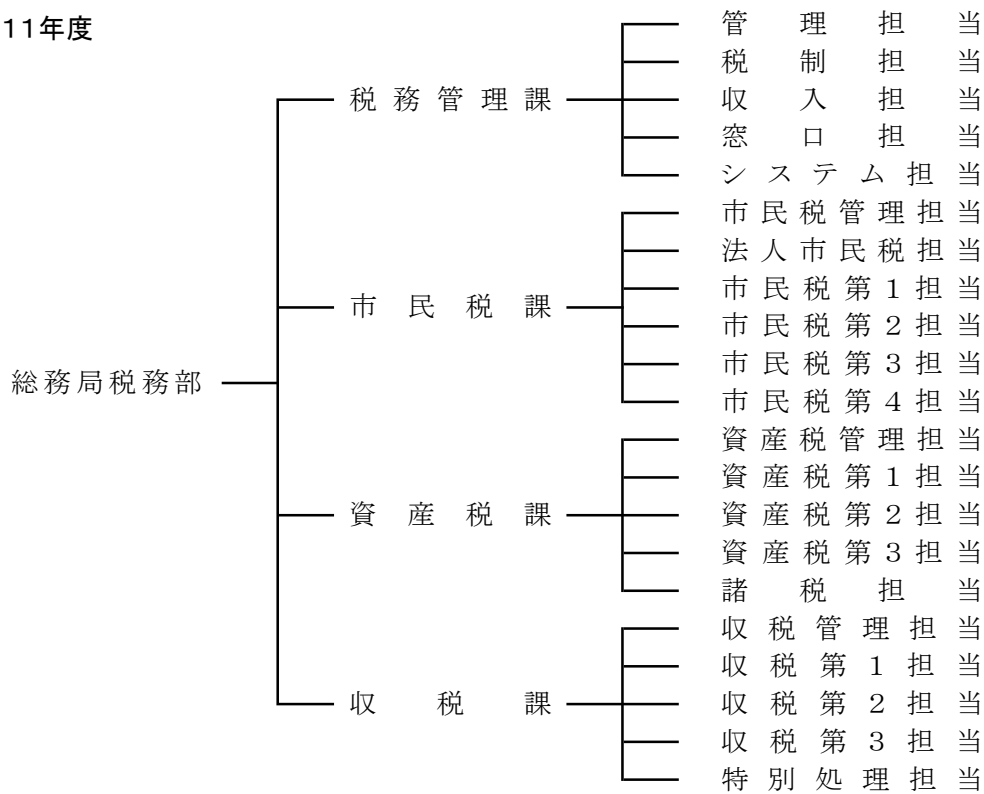 11年度
総務局税務部
税務管理課
管理担当
税制担当
収入担当
窓口担当
システム担当
市民税課
市民税管理担当
法人市民税担当
市民税第1担当
市民税第2担当
市民税第3担当
市民税第4担当
資産税課
資産税管理担当
資産税第1担当
資産税第2担当
資産税第3担当
諸税担当
収税課
収税管理担当
収税第1担当
収税第2担当
収税第3担当
特別処理担当